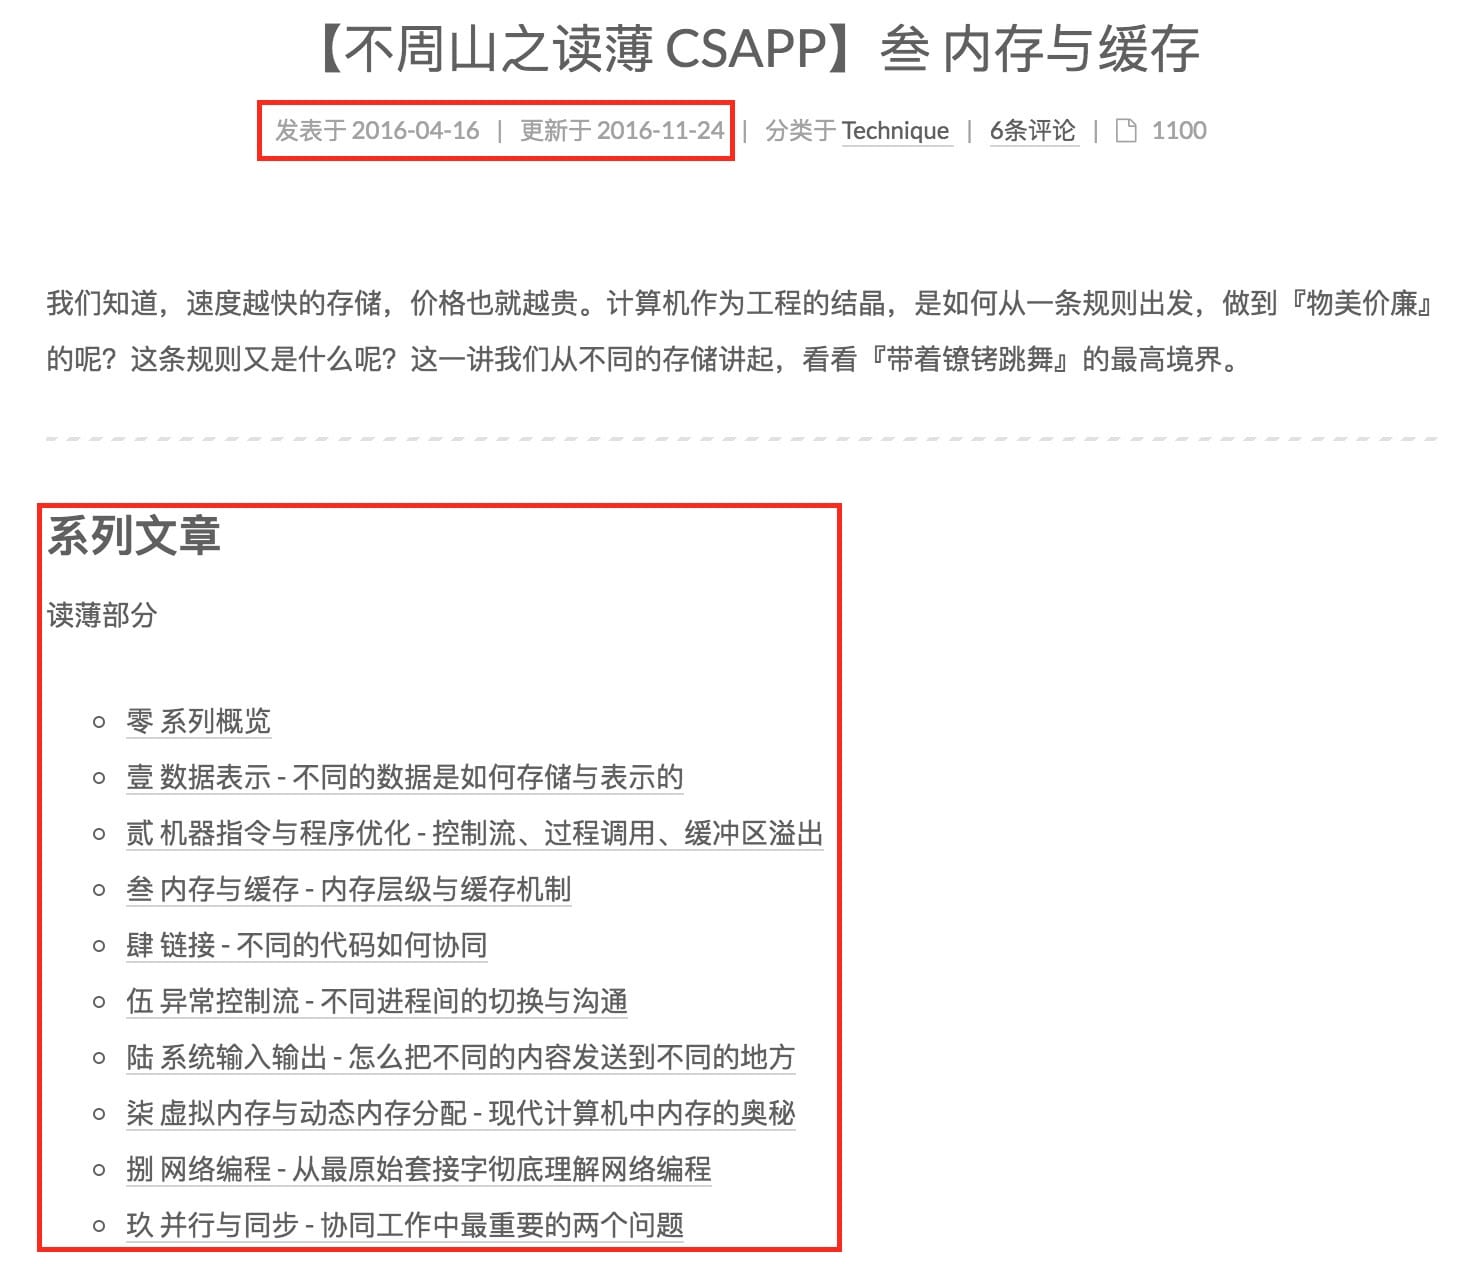 【不周山之读薄 CSAPP】叁 内存与缓存
发表于 2016-04-16 | 更新于 2016-11-24 | 分类于 Technique | 6条评论 | 1100
我们知道，速度越快的存储，价格也就越贵。计算机作为工程的结晶，是如何从一条规则出发，做到『物美价廉』
的呢？这条规则又是什么呢？这一讲我们从不同的存储讲起，看看『带着镣铐跳舞』的最高境界。
系列文章
读薄部分
零 系列概览
壹 数据表示 - 不同的数据是如何存储与表示的
贰 机器指令与程序优化 - 控制流、过程调用、缓冲区溢出
叁 内存与缓存 - 内存层级与缓存机制
肆 链接 - 不同的代码如何协同
伍 异常控制流 - 不同进程间的切换与沟通
陆 系统输入输出 - 怎么把不同的内容发送到不同的地方
柒 虚拟内存与动态内存分配 - 现代计算机中内存的奥秘
捌 网络编程 - 从最原始套接字彻底理解网络编程
玖 并行与同步 - 协同工作中最重要的两个问题